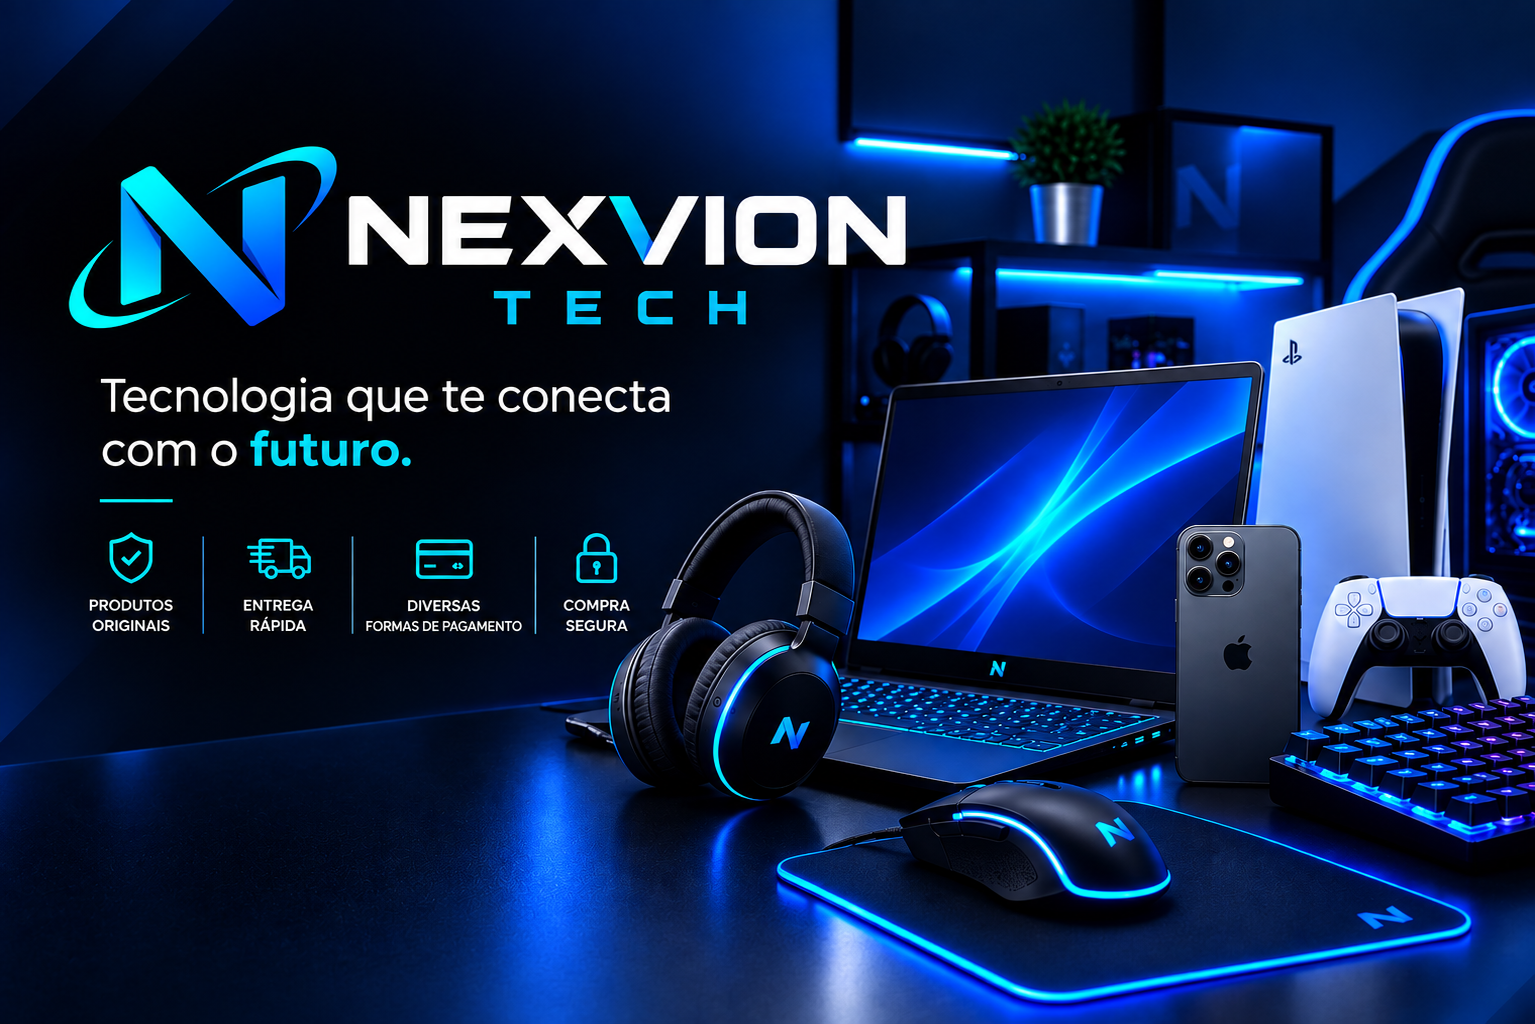 NEXVION
TECH
Tecnologia que te conecta
com o futuro.
PRODUTOS
ORIGINAIS
ENTREGA
RÁPIDA
DIVERSAS
FORMAS DE PAGAMENTO
COMPRA
SEGURA